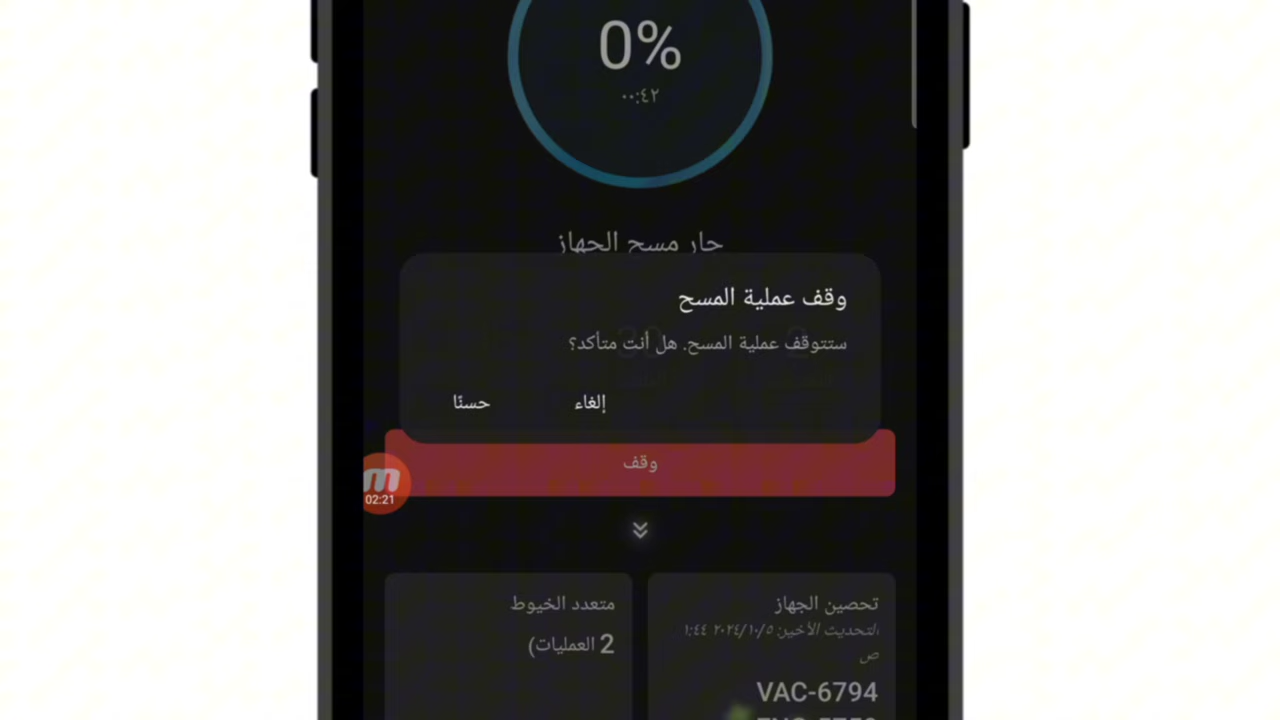 0%
٠٠:٤٢
جار مسح الجهاز
وقف عملية المسح
ستتوقف عملية المسح. هل أنت متأكد؟
إلغاء
حسنًا
وقف
m
02:21
تحصين الجهاز
التحديث الأخير: ٢٠٢٤/١٠/٥ ١:٤٤
ص
VAC-6794
متعدد الخيوط
2 العمليات)